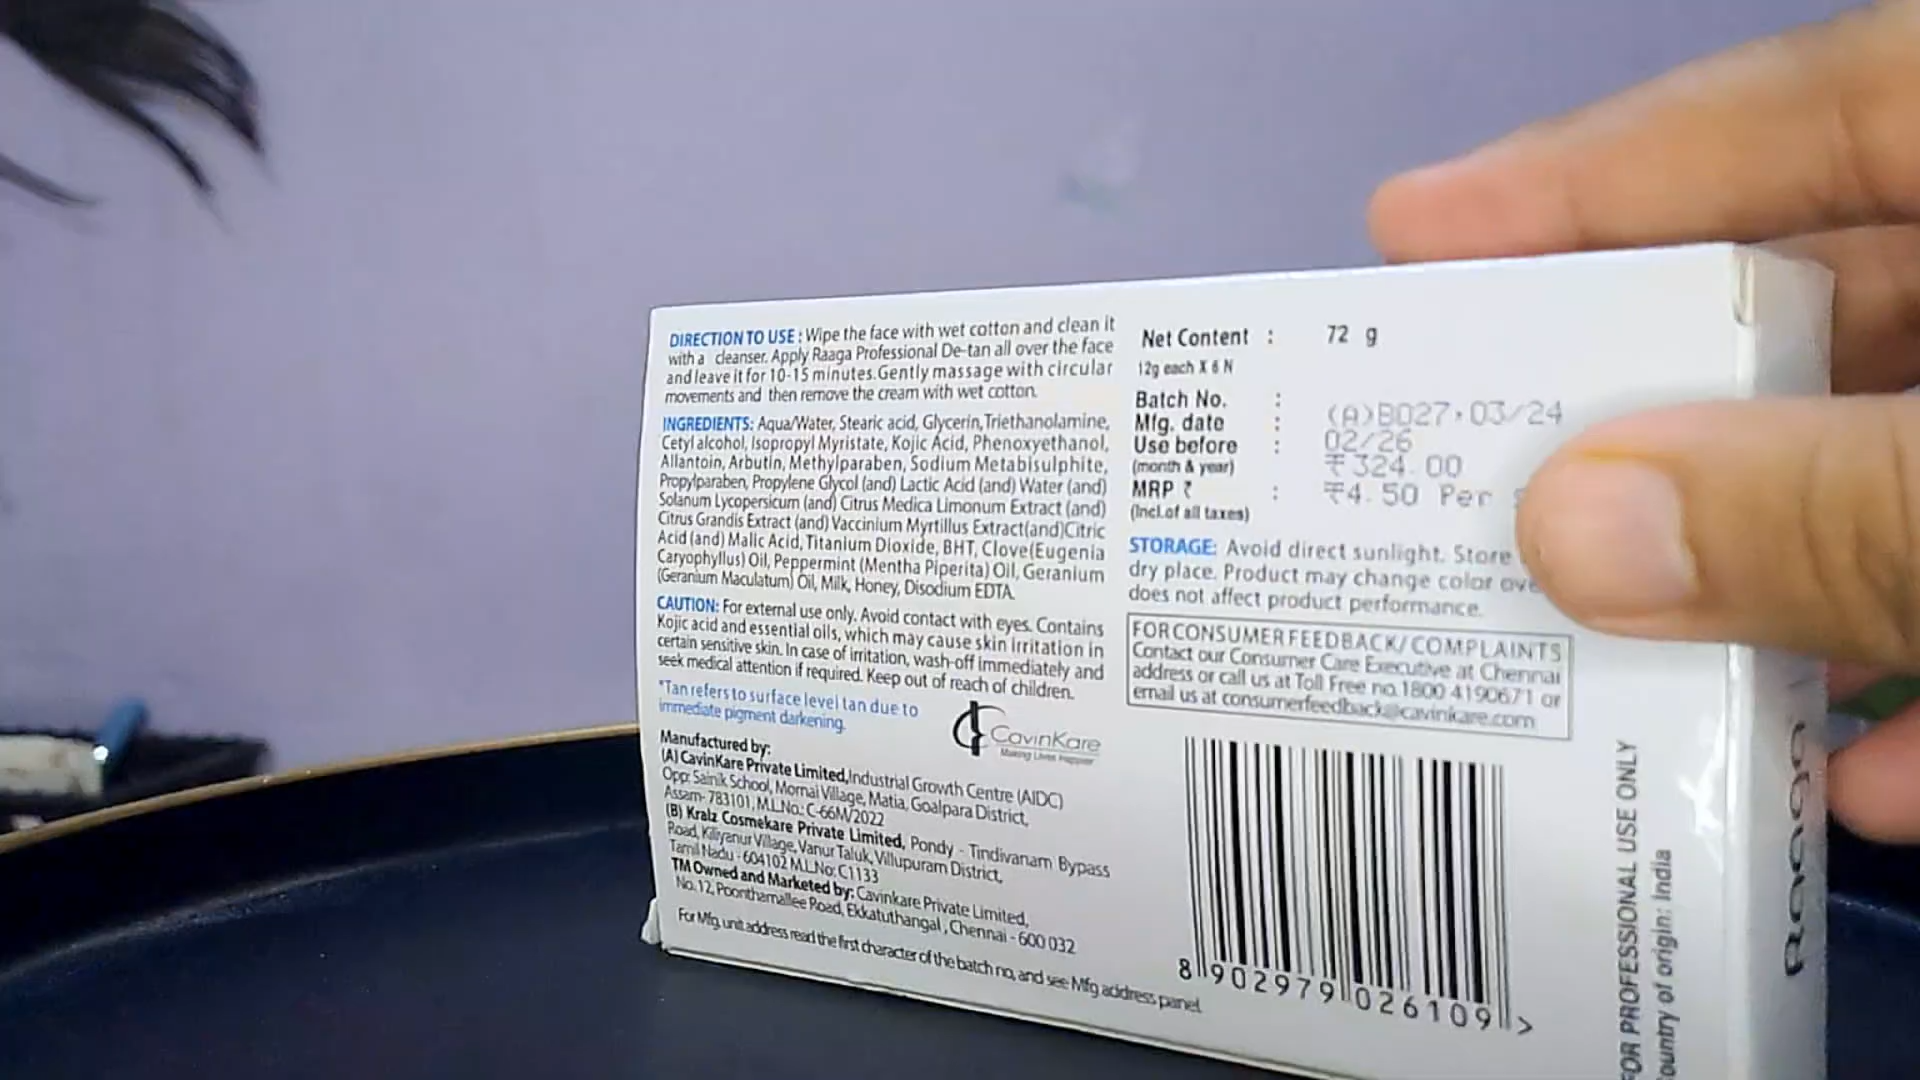 DIRECTION TO USE : Wipe the face with wet cotton and clean it
with a cleanser. Apply Raaga Professional De-tan all over the face
and leave it for 10-15 minutes.Gently massage with circular
movements and then remove the cream with wet cotton.
INGREDIENTS: Aqua/Water, Stearic acid, Glycerin,Triethanolamine,
Cetyl alcohol, Isopropyl Myristate, Kojic Acid, Phenoxyethanol,
Allantoin, Arbutin, Methylparaben, Sodium Metabisulphite,
Propylparaben, Propylene Glycol (and) Lactic Acid (and) Water (and)
Solanum Lycopersicum (and) Citrus Medica Limonum Extract (and)
Citrus Grandis Extract (and) Vaccinium Myrtillus Extract(and)Citric
Acid (and) Malic Acid, Titanium Dioxide, BHT, Clove(Eugenia
Caryophyllus) Oil, Peppermint (Mentha Piperita) Oil, Geranium
(Geranium Maculatum) Oil, Milk, Honey, Disodium EDTA.
CAUTION: For external use only. Avoid contact with eyes. Contains
Kojic acid and essential oils, which may cause skin irritation in
certain sensitive skin. In case of irritation, wash-off immediately and
seek medical attention if required. Keep out of reach of children.
*Tan refers to surface level tan due to
immediate pigment darkening.
CavinKare
Making Lives Happier
Manufactured by:
(A) CavinKare Private Limited,Industrial Growth Centre (AIDC)
Opp: Sainik School, Mornai Village, Matia, Goalpara District,
Assam- 783101, M.L.No.: C-66M/2022
(B) Kralz Cosmekare Private Limited, Pondy - Tindivanam Bypass
Road, Kiliyanur Village, Vanur Taluk, Villupuram District,
Tamil Nadu - 604102 M.L.No: C1133
TM Owned and Marketed by: Cavinkare Private Limited,
No. 12, Poonthamallee Road, Ekkatuthangal , Chennai - 600 032
For Mfg. unit address read the first character of the batch no, and see Mfg address panel.
Net Content : 72 g
12g each X 6 N
Batch No. :
Mfg. date : (A)B027,03/24
Use before : 02/26
(month & year) ₹324.00
MRP ₹ : ₹4.50 Per
(Incl.of all taxes)
STORAGE: Avoid direct sunlight. Store
dry place. Product may change color
does not affect product performance.
FOR CONSUMER FEEDBACK/ COMPLAINTS
Contact our Consumer Care Executive at Chennai
address or call us at Toll Free no.1800 4190671 or
email us at consumerfeedback@cavinkare.com
8 902979 026109 >
FOR PROFESSIONAL USE ONLY
Country of origin: India
Raaga